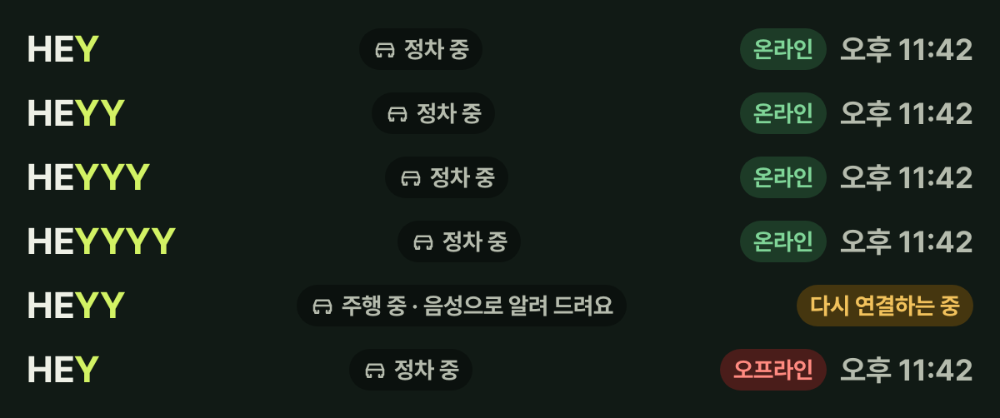 HEY 정차 중 온라인 오후 11:42
HEYY 정차 중 온라인 오후 11:42
HEYYY 정차 중 온라인 오후 11:42
HEYYYY 정차 중 온라인 오후 11:42
HEYY 주행 중 · 음성으로 알려 드려요 다시 연결하는 중
HEY 정차 중 오프라인 오후 11:42